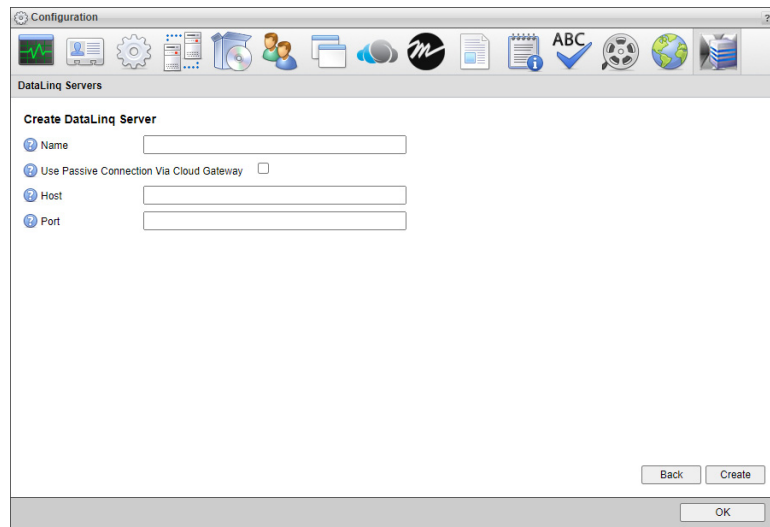 Configuration
?
ABC
DataLinq Servers
Create DataLinq Server
? Name
? Use Passive Connection Via Cloud Gateway
? Host
? Port
Back Create
OK